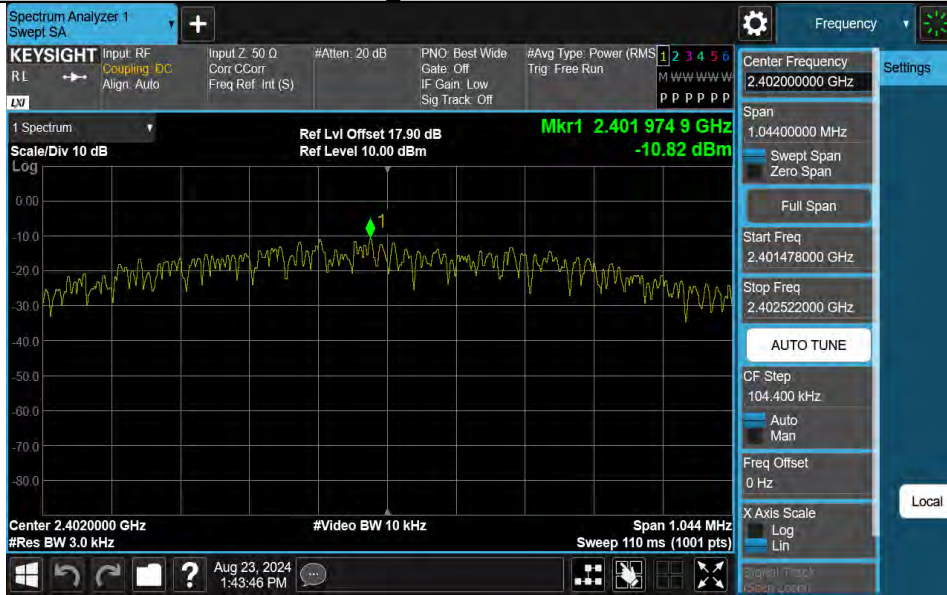 Spectrum Analyzer 1
Swept SA
+
Frequency
KEYSIGHT
RL
LXI
Input: RF
Coupling: DC
Align: Auto
Input Z: 50 Ω
Corr CCorr
Freq Ref: Int (S)
#Atten: 20 dB
PNO: Best Wide
Gate: Off
IF Gain: Low
Sig Track: Off
#Avg Type: Power (RMS
Trig: Free Run
1 2 3 4 5 6
M W W W W W
P P P P P P
1 Spectrum
Scale/Div 10 dB
Log
Ref Lvl Offset 17.90 dB
Ref Level 10.00 dBm
Mkr1 2.401 974 9 GHz
-10.82 dBm
1
0.00
-10.0
-20.0
-30.0
-40.0
-50.0
-60.0
-70.0
-80.0
Center 2.4020000 GHz
#Res BW 3.0 kHz
#Video BW 10 kHz
Span 1.044 MHz
Sweep 110 ms (1001 pts)
?
Aug 23, 2024
1:43:46 PM
Center Frequency
2.402000000 GHz
Span
1.04400000 MHz
Swept Span
Zero Span
Full Span
Start Freq
2.401478000 GHz
Stop Freq
2.402522000 GHz
AUTO TUNE
CF Step
104.400 kHz
Auto
Man
Freq Offset
0 Hz
X Axis Scale
Log
Lin
Signal Track
(Span Zoom)
Settings
Local